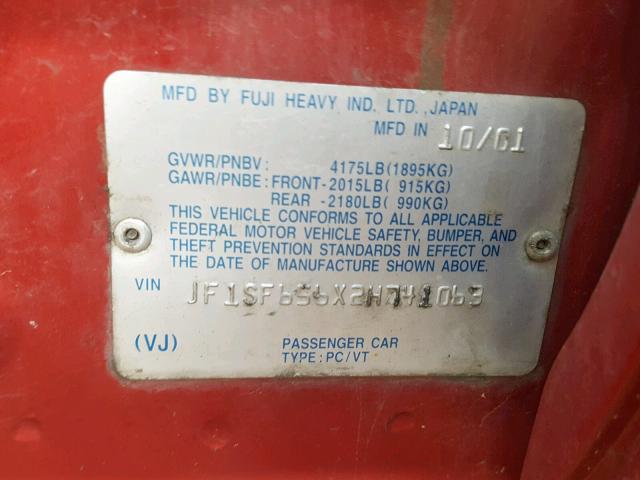 MFD BY FUJI HEAVY IND. LTD., JAPAN
MFD IN 10/01
GVWR/PNBV: 4175LB(1895KG)
GAWR/PNBE: FRONT-2015LB( 915KG)
REAR -2180LB( 990KG)
THIS VEHICLE CONFORMS TO ALL APPLICABLE
FEDERAL MOTOR VEHICLE SAFETY, BUMPER, AND
THEFT PREVENTION STANDARDS IN EFFECT ON
THE DATE OF MANUFACTURE SHOWN ABOVE.
VIN JF1SF656X2H741063
(VJ) PASSENGER CAR
TYPE: PC/VT